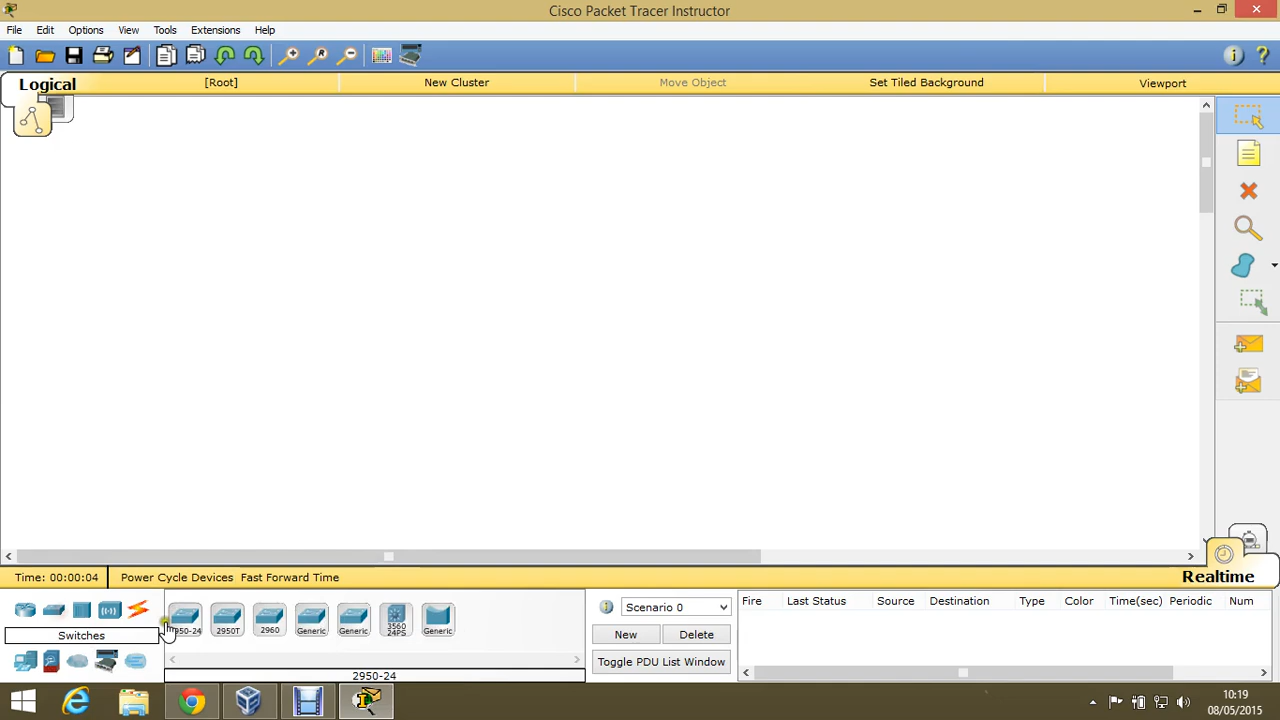 Cisco Packet Tracer Instructor
File Edit Options View Tools Extensions Help
Logical [Root] New Cluster Move Object Set Tiled Background Viewport
Time: 00:00:04 Power Cycle Devices Fast Forward Time Realtime
Switches
2950T 2960 Generic Generic 3560 24PS Generic
2950-24
Scenario 0
New Delete
Toggle PDU List Window
Fire Last Status Source Destination Type Color Time(sec) Periodic Num
10:19
08/05/2015